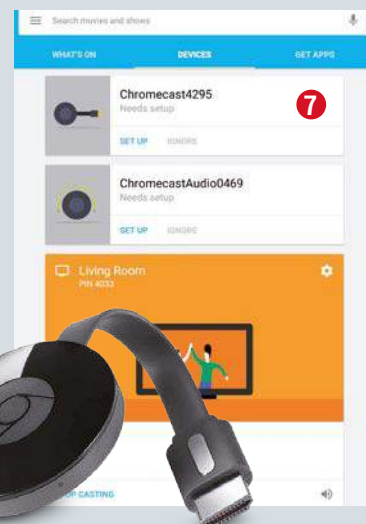 Search movies and shows
WHAT'S ON DEVICES GET APPS
Chromecast4295
Needs setup
7
SET UP IGNORE
ChromecastAudio0469
Needs setup
SET UP IGNORE
Living Room
PIN 4033
CASTING